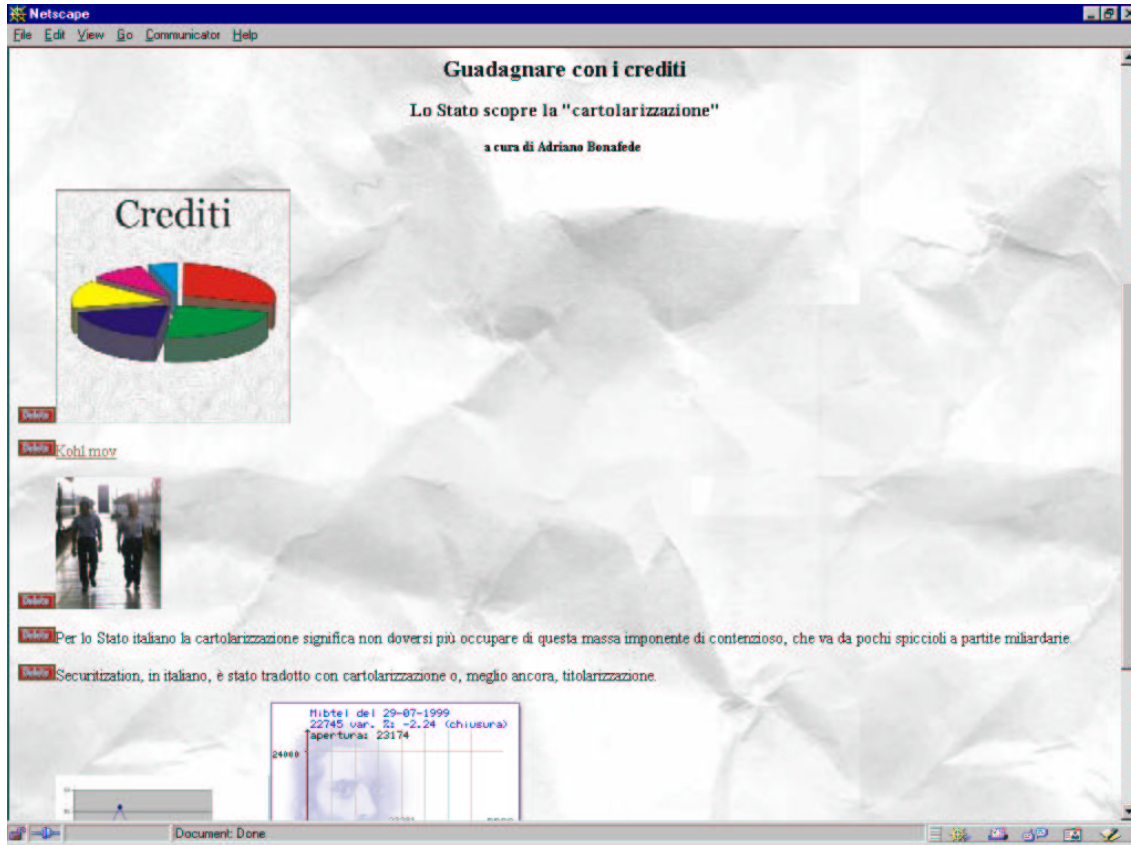 Netscape
File Edit View Go Communicator Help
Guadagnare con i crediti
Lo Stato scopre la "cartolarizzazione"
a cura di Adriano Bonafede
Crediti
Delete
Delete Kohl mov
Delete
Delete Per lo Stato italiano la cartolarizzazione significa non doversi più occupare di questa massa imponente di contenzioso, che va da pochi spiccioli a partite miliardarie.
Delete Securitization, in italiano, è stato tradotto con cartolarizzazione o, meglio ancora, titolarizzazione.
Mibtel del 29-07-1999
22745 var. %: -2.24 (chiusura)
apertura: 23174
24000
Document: Done